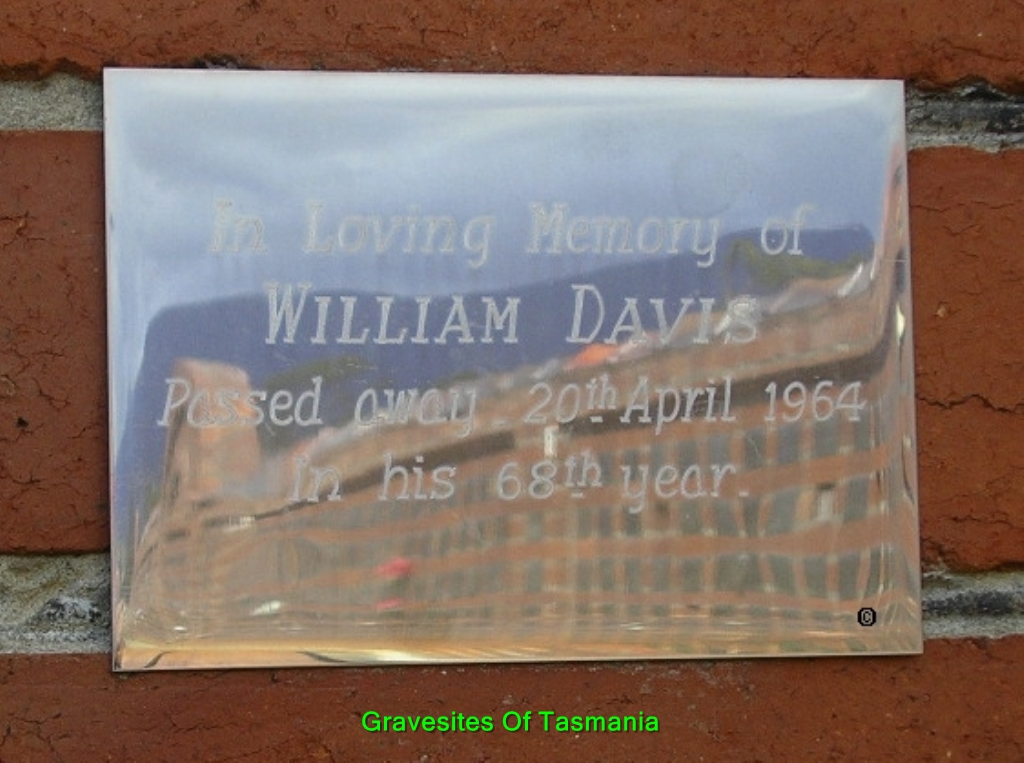 In Loving Memory of
WILLIAM DAVIS
Passed away 20th April 1964
In his 68th year.
©
Gravesites Of Tasmania